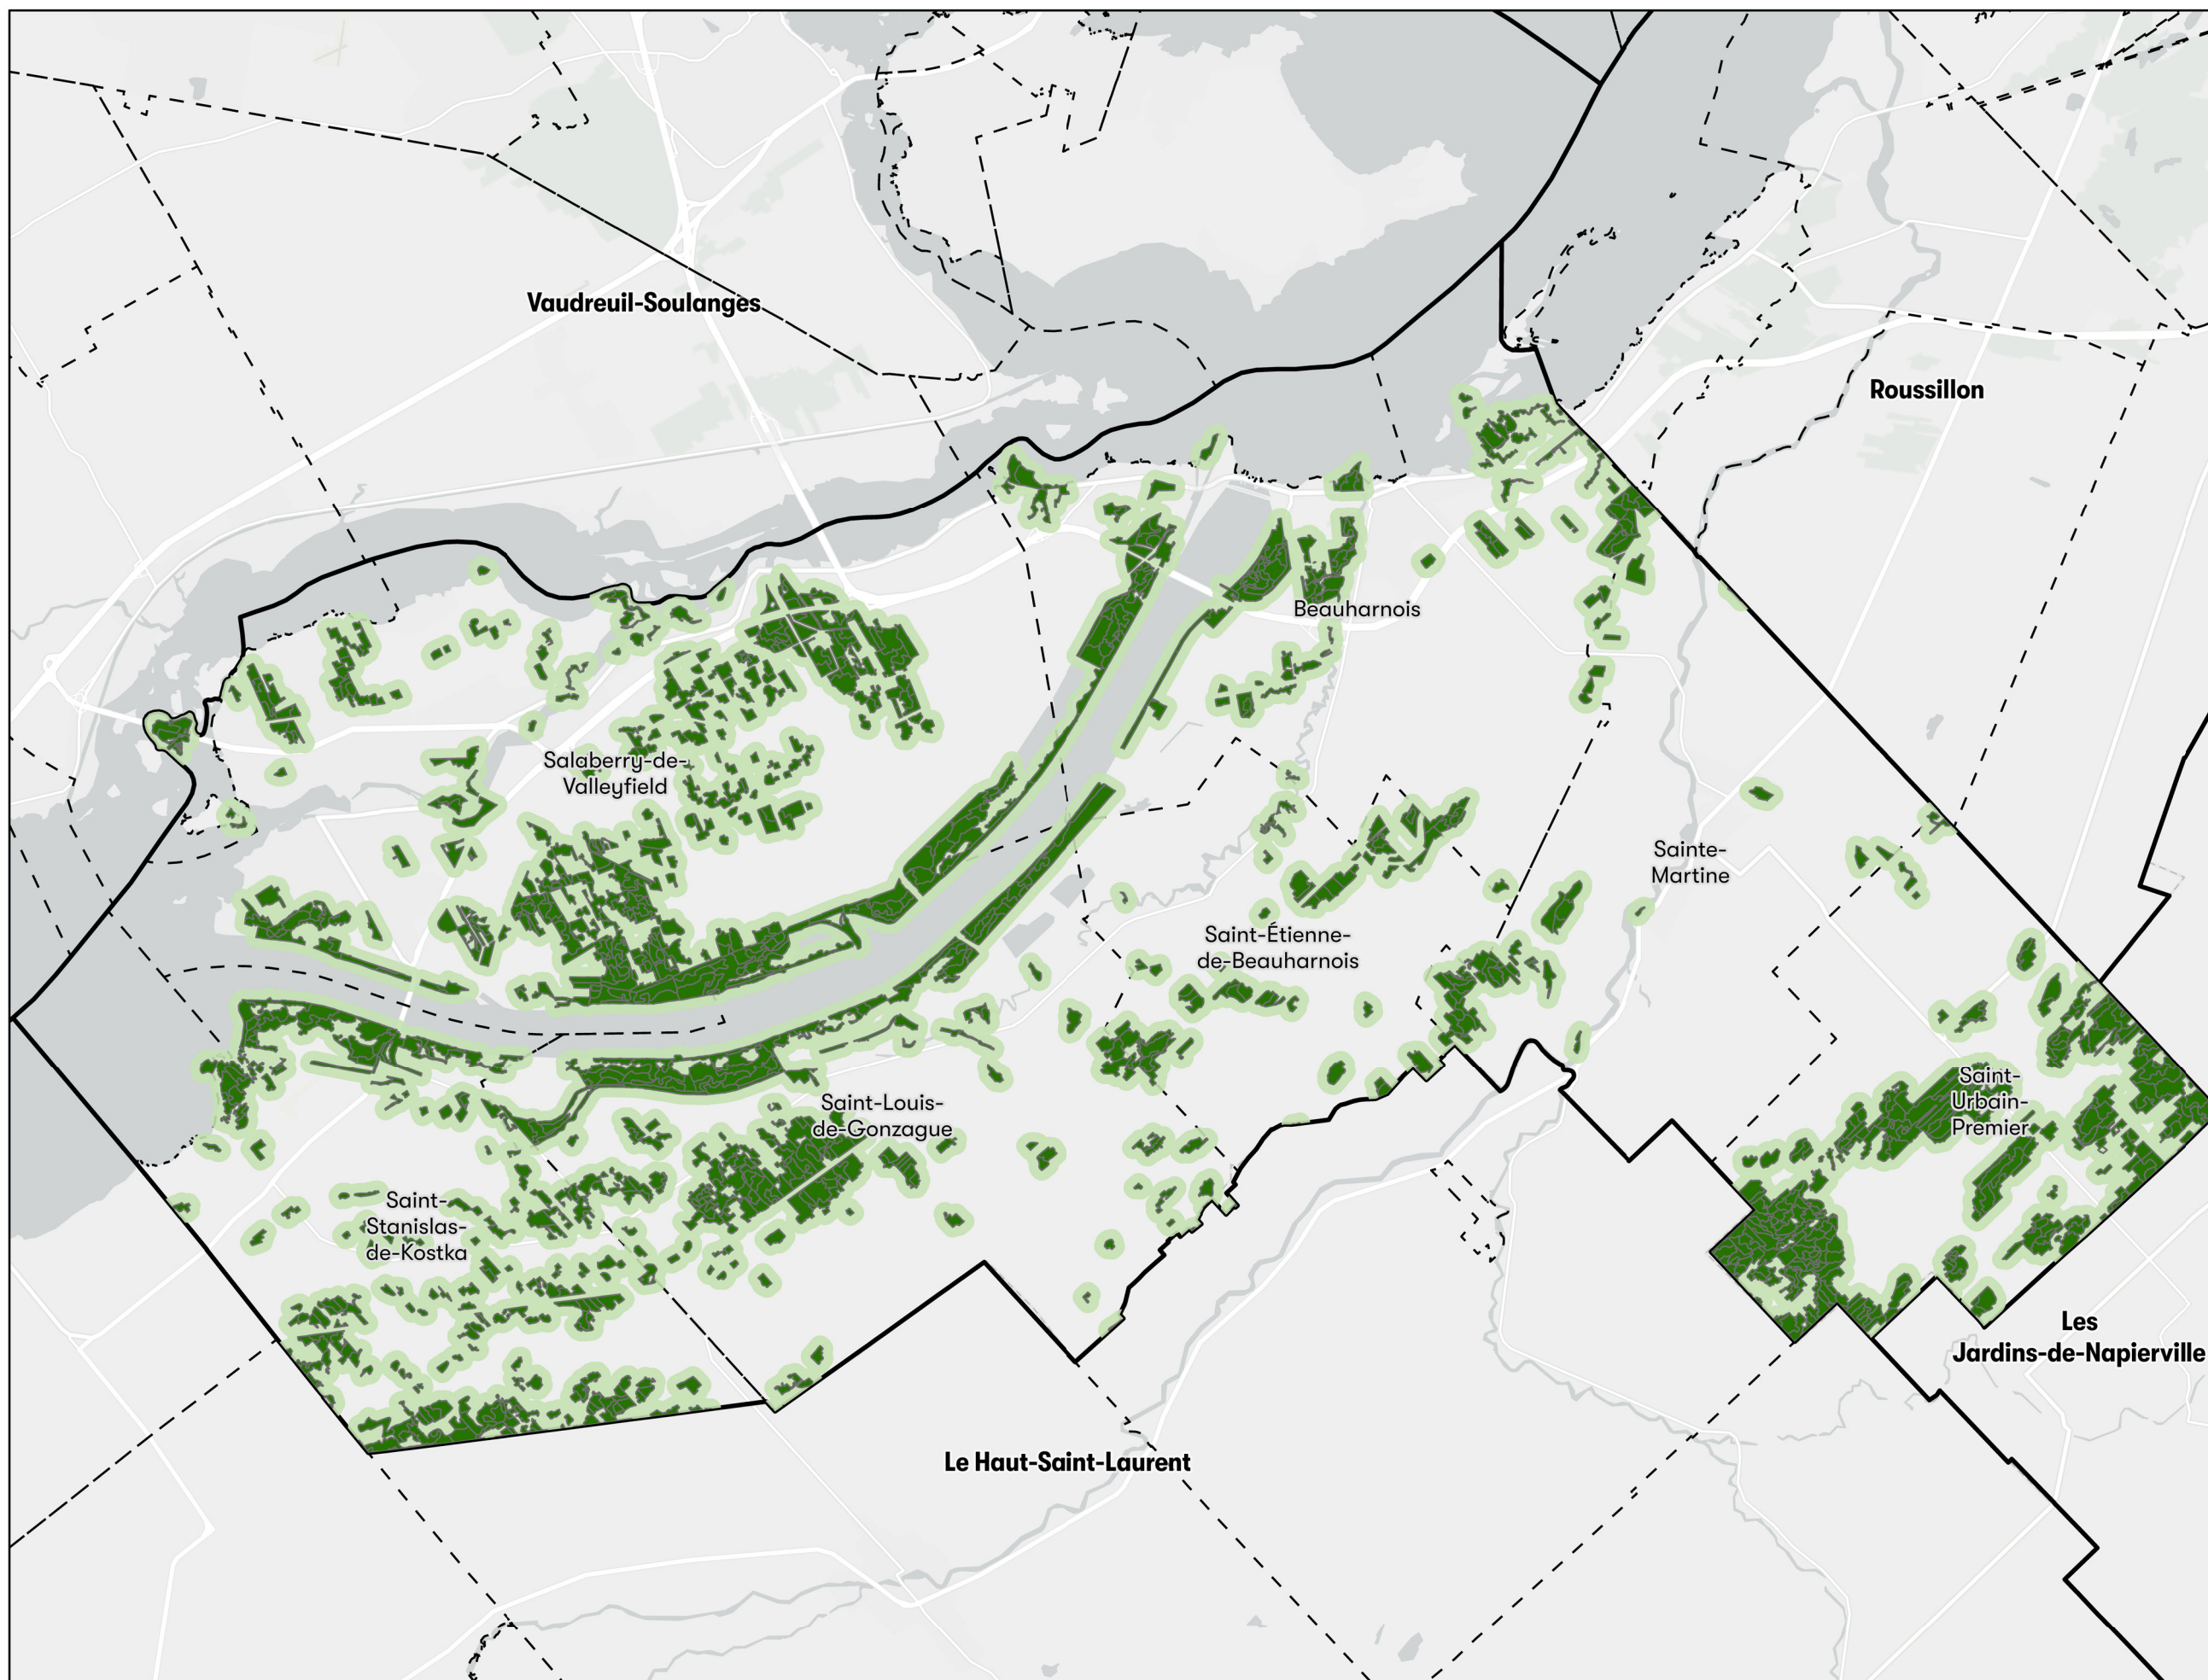 Vaudreuil-Soulanges
Roussillon
Beauharnois
Salaberry-de-
Valleyfield
Sainte-
Martine
Saint-Étienne-
de-Beauharnois
Saint-
Urbain-
Premier
Saint-Louis-
de-Gonzague
Saint-
Stanislas-
de-Kostka
Les
Jardins-de-Napierville
Le Haut-Saint-Laurent